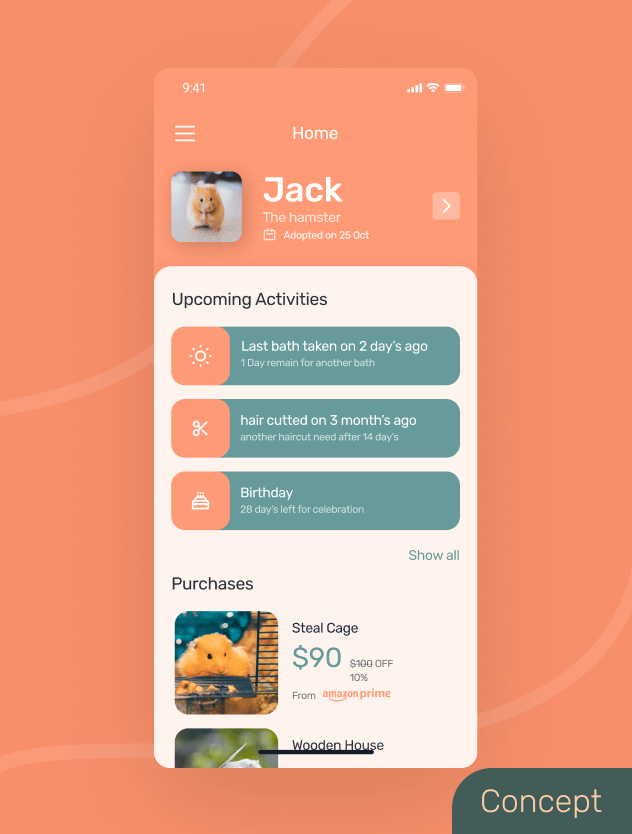 9:41
Home
Jack
The hamster
Adopted on 25 Oct
Upcoming Activities
Last bath taken on 2 day's ago
1 Day remain for another bath
hair cutted on 3 month's ago
another haircut need after 14 day's
Birthday
28 day's left for celebration
Show all
Purchases
Steal Cage
$90 $100 OFF
10%
From amazon prime
Wooden House
Concept